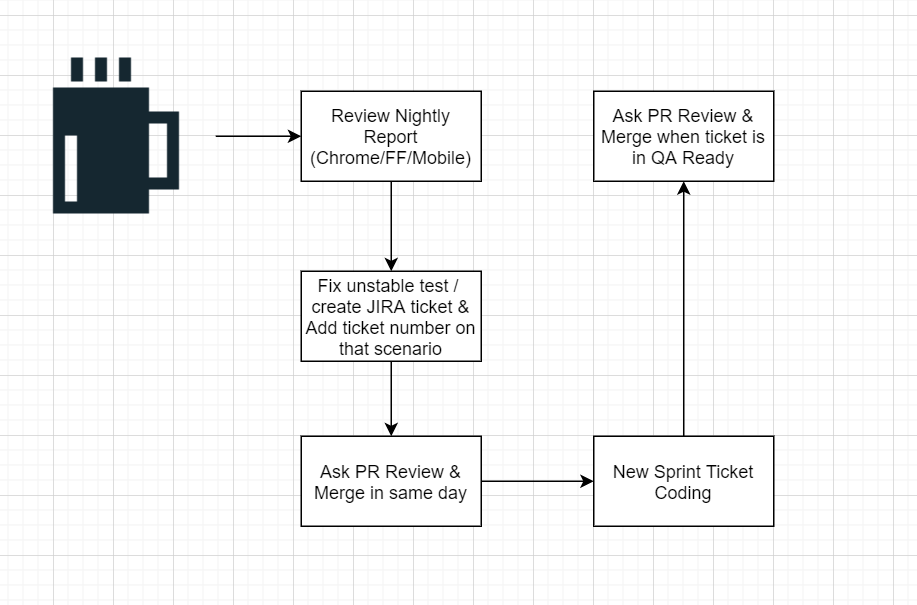 Review Nightly
Report
(Chrome/FF/Mobile)
Fix unstable test /
create JIRA ticket &
Add ticket number on
that scenario
Ask PR Review &
Merge in same day
New Sprint Ticket
Coding
Ask PR Review &
Merge when ticket is
in QA Ready